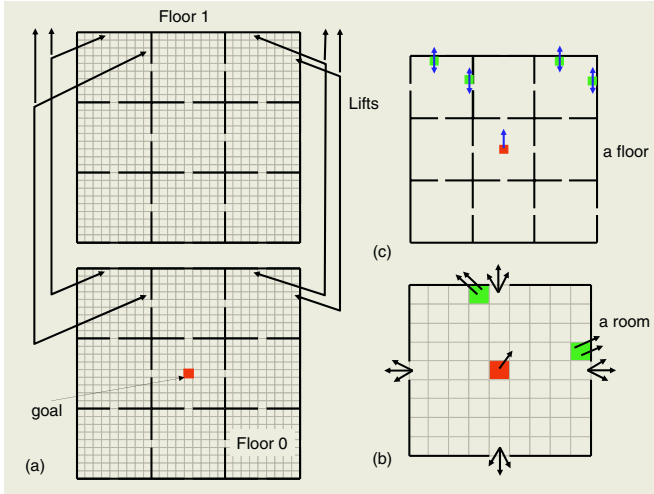 Floor 1
Lifts
a floor
(c)
a room
goal
Floor 0
(a)
(b)